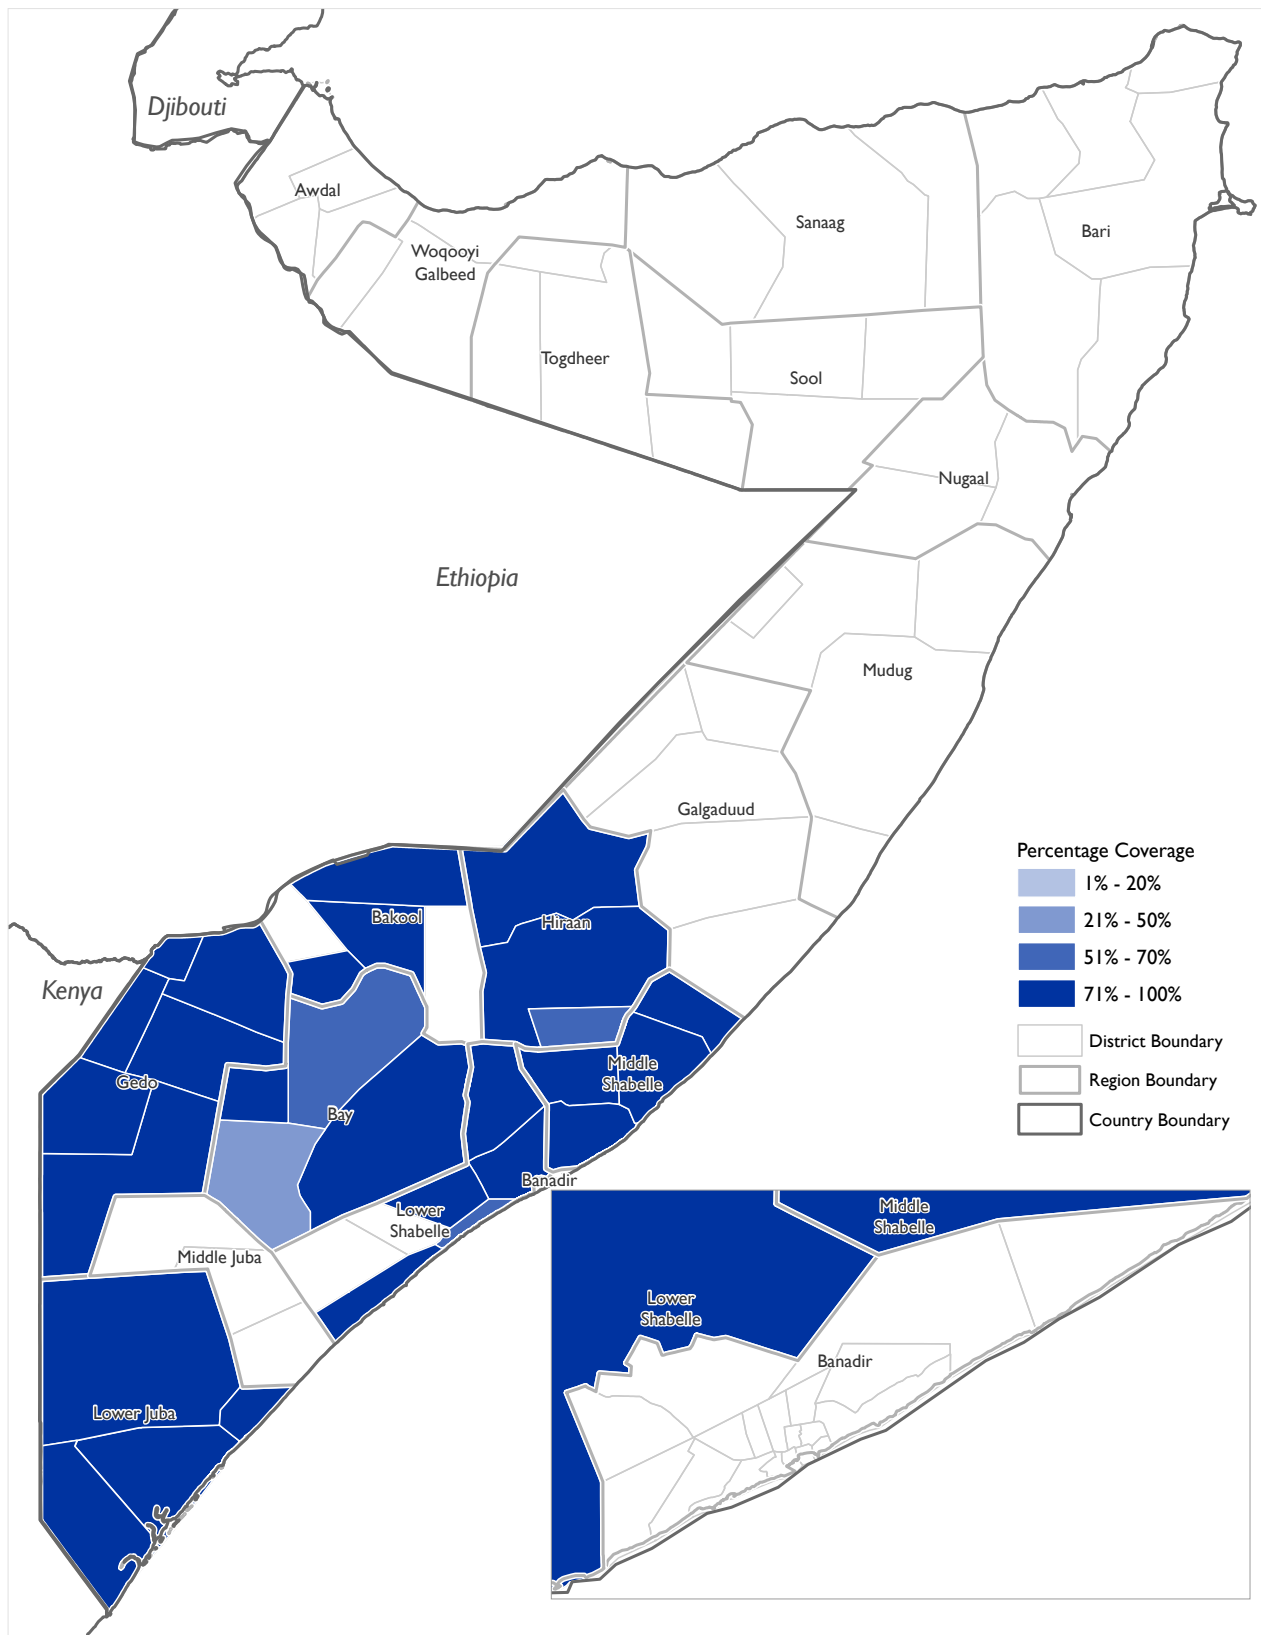 Djibouti
Awdal
Woqooyi
Galbeed
Sanaag
Bari
Togdheer
Sool
Nugaal
Ethiopia
Mudug
Galgaduud
Percentage Coverage
1% - 20%
21% - 50%
51% - 70%
71% - 100%
District Boundary
Region Boundary
Country Boundary
Bakool
Hiraan
Kenya
Gedo
Middle
Shabelle
Bay
Banadir
Lower
Shabelle
Middle Juba
Lower Juba
Middle
Shabelle
Lower
Shabelle
Banadir